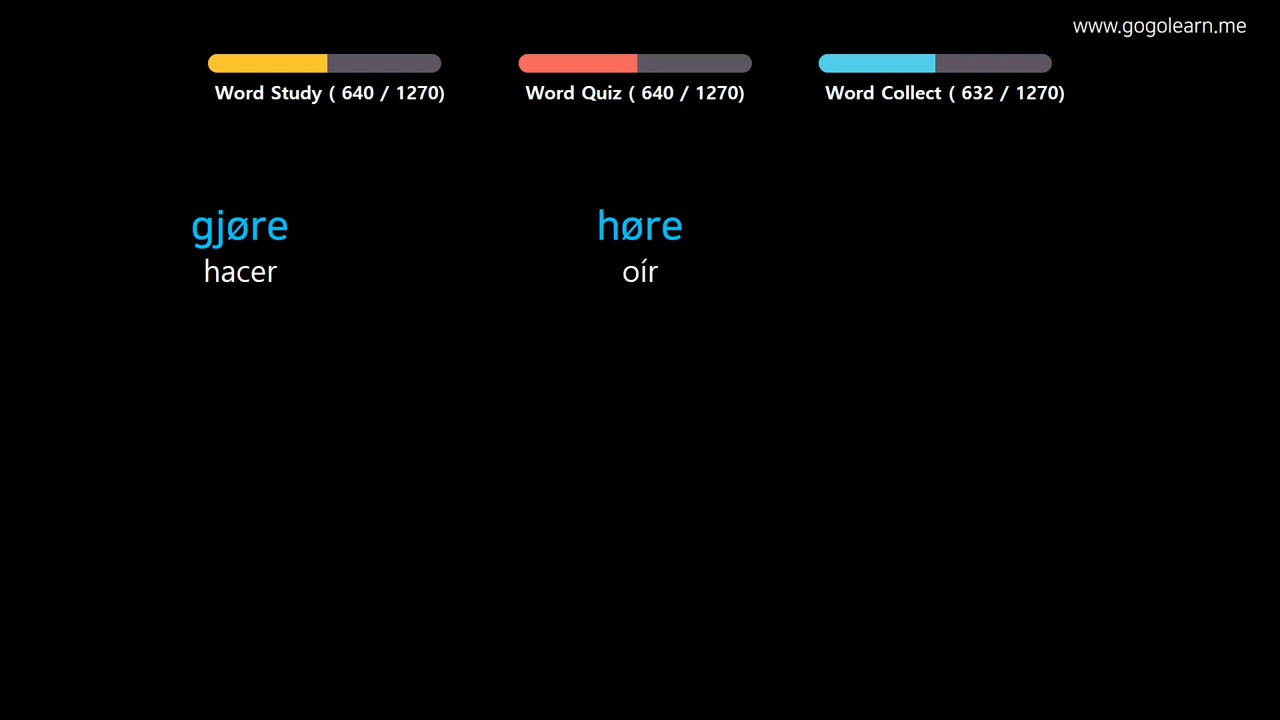 www.gogolearn.me
Word Study ( 640 / 1270)
Word Quiz ( 640 / 1270)
Word Collect ( 632 / 1270)
gjøre
hacer
høre
oír